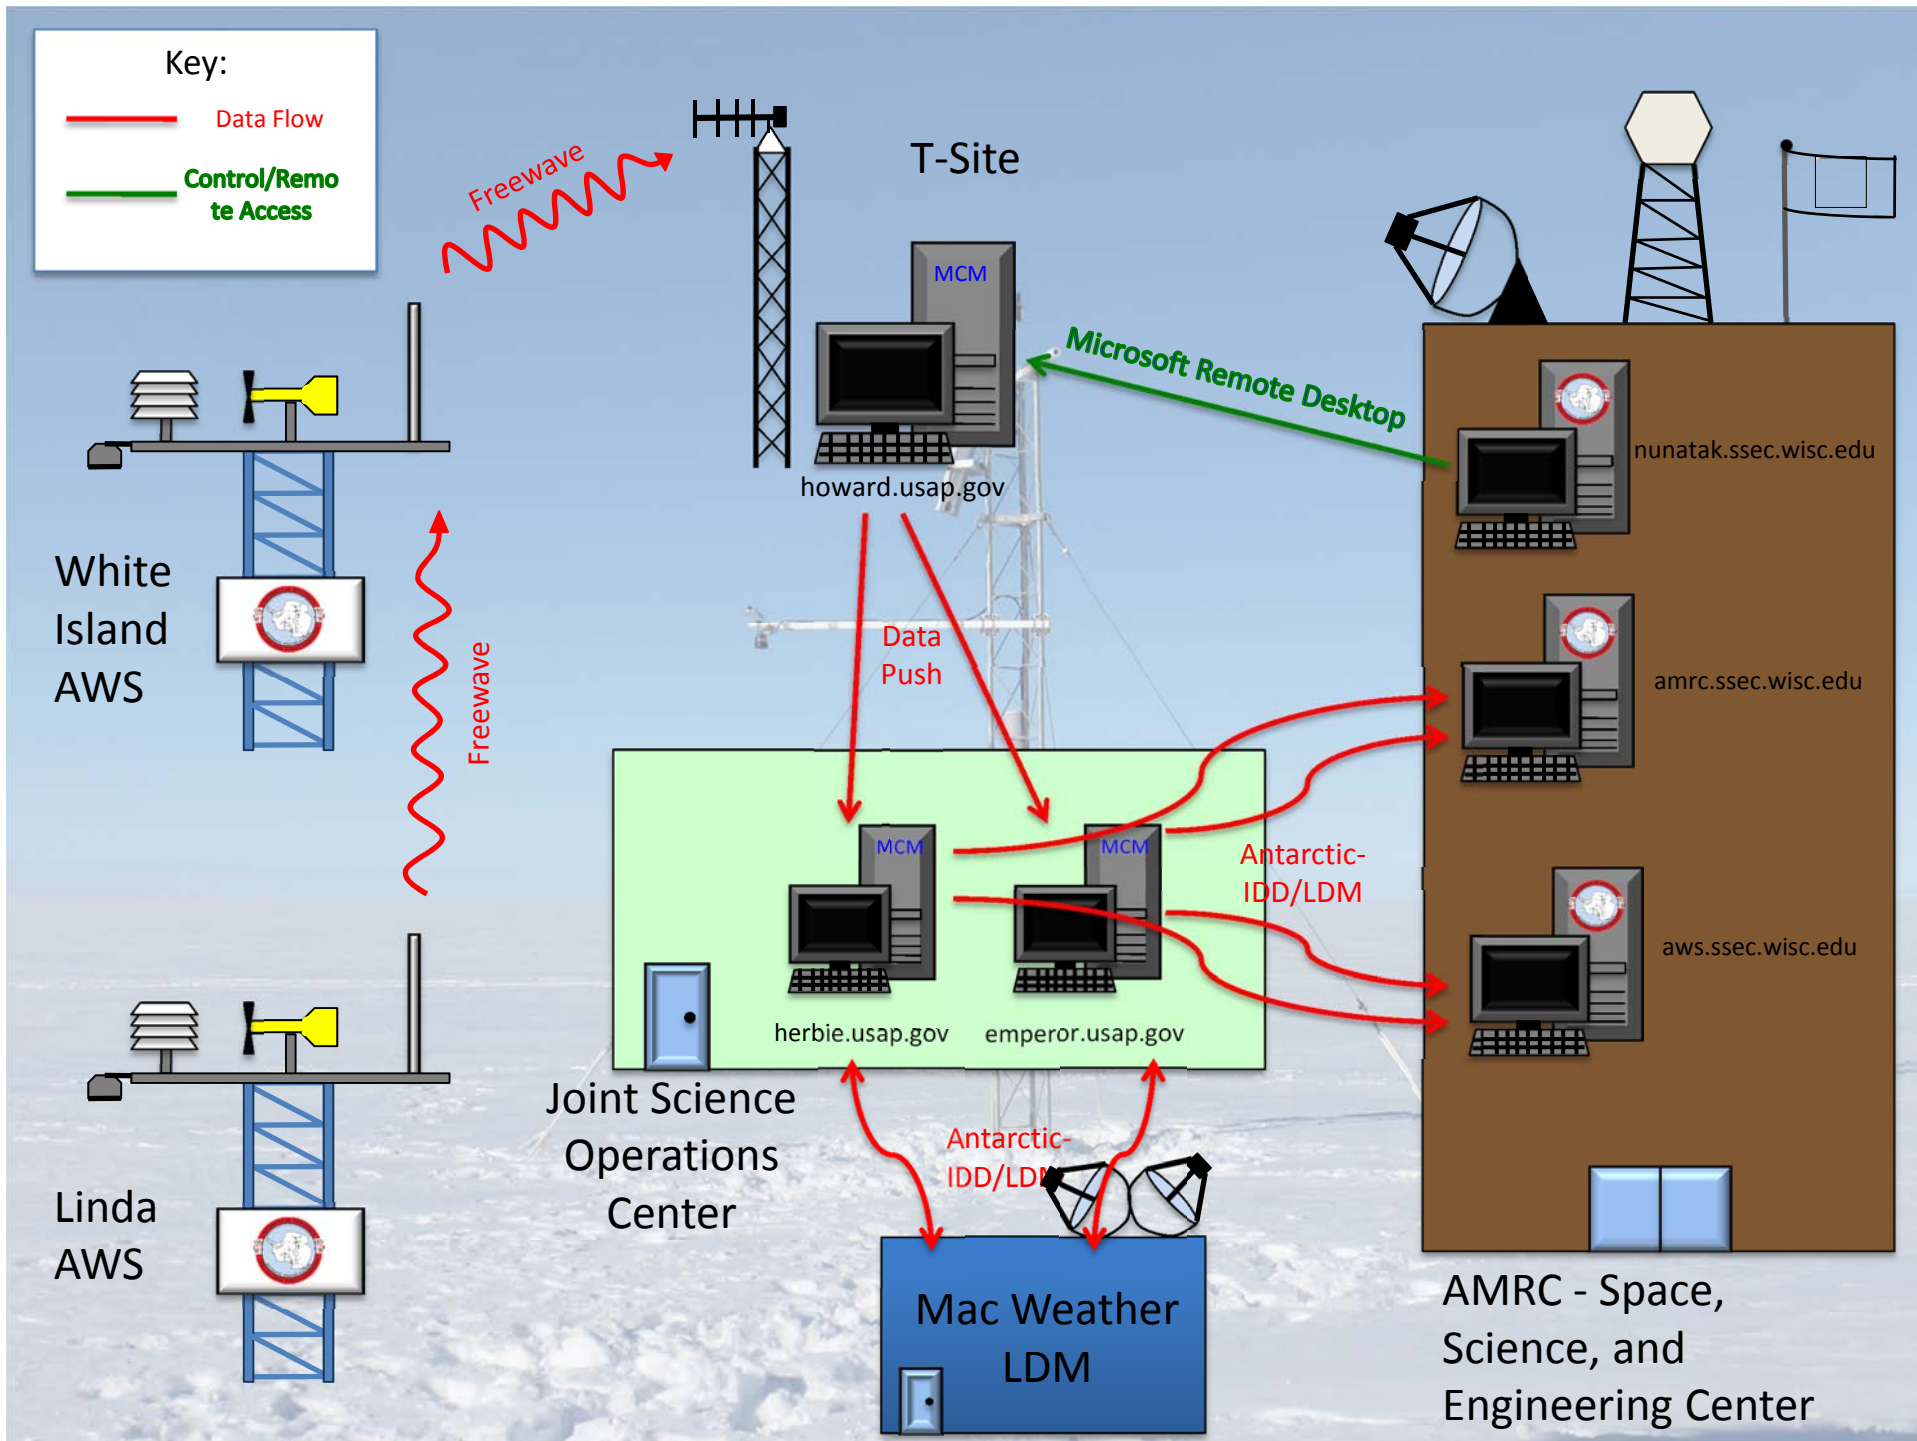 Key:
Data Flow
Control/Remo
te Access
Freewave
T-Site
MCM
howard.usap.gov
Microsoft Remote Desktop
nunatak.ssec.wisc.edu
White
Island
AWS
Freewave
Data
Push
amrc.ssec.wisc.edu
MCM
MCM
Antarctic-
IDD/LDM
aws.ssec.wisc.edu
herbie.usap.gov
emperor.usap.gov
Joint Science
Operations
Center
Antarctic-
IDD/LDM
Linda
AWS
Mac Weather
LDM
AMRC - Space,
Science, and
Engineering Center